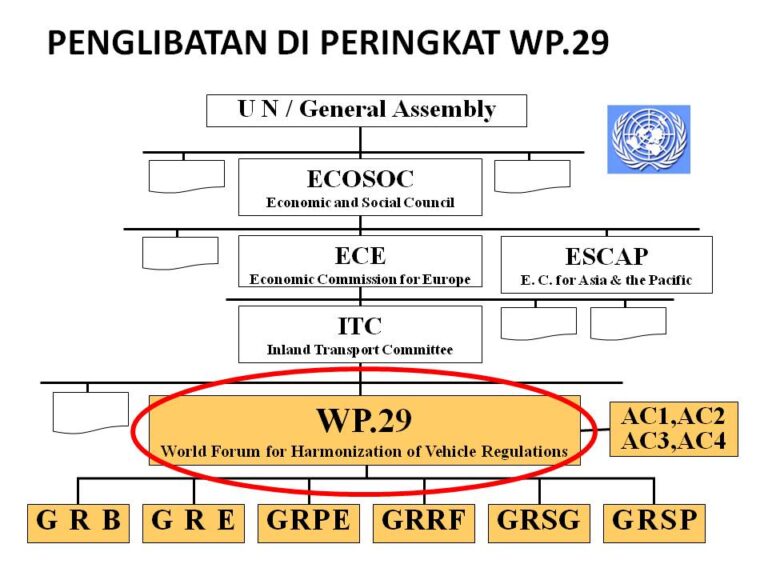 PENGLIBATAN DI PERINGKAT WP.29
U N / General Assembly
ECOSOC
Economic and Social Council
ECE
Economic Commission for Europe
ESCAP
E. C. for Asia & the Pacific
ITC
Inland Transport Committee
WP.29
World Forum for Harmonization of Vehicle Regulations
AC1,AC2
AC3,AC4
G R B
G R E
GRPE
GRRF
GRSG
GRSP